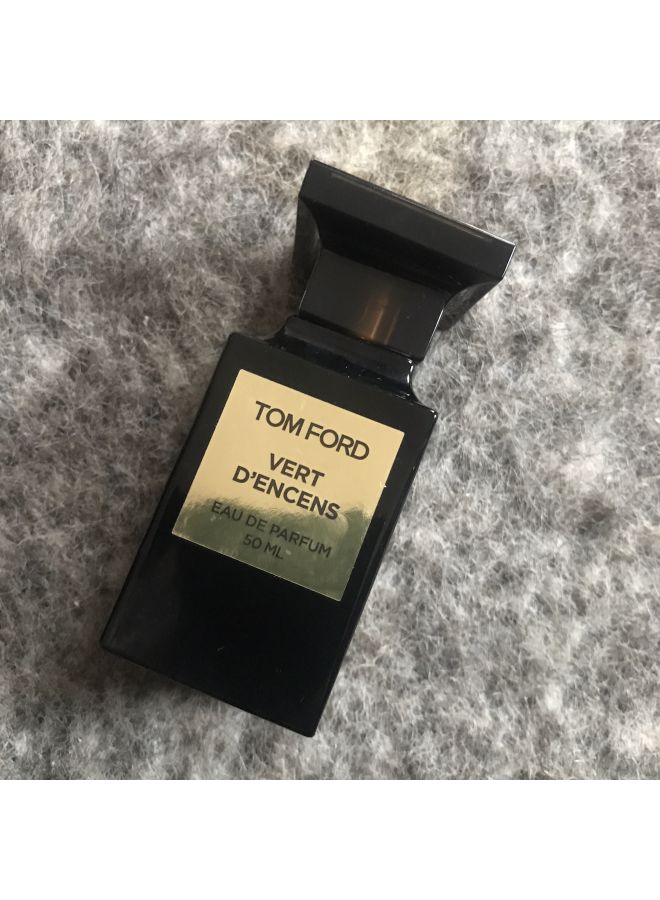 TOM FORD
VERT
D'ENCENS
EAU DE PARFUM
50 ML